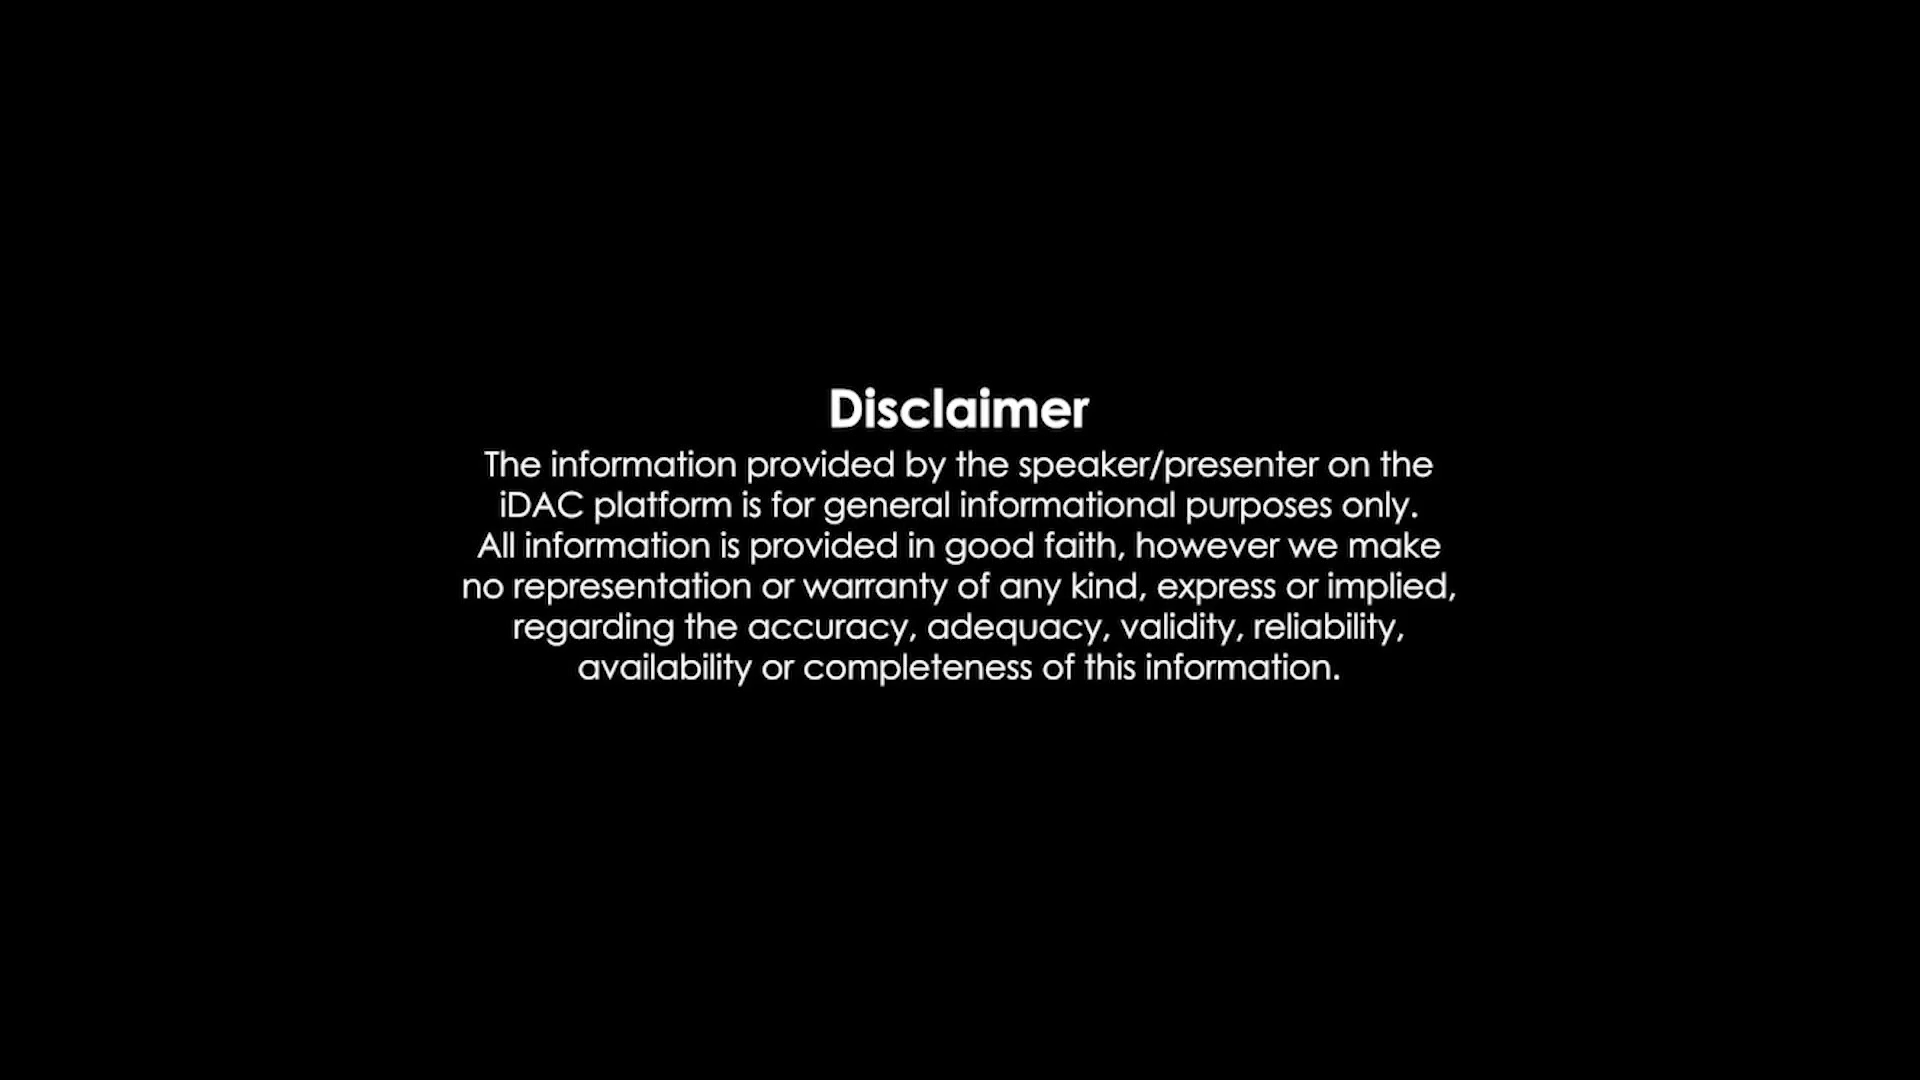 Disclaimer
The information provided by the speaker/presenter on the
iDAC platform is for general informational purposes only.
All information is provided in good faith, however we make
no representation or warranty of any kind, express or implied,
regarding the accuracy, adequacy, validity, reliability,
availability or completeness of this information.